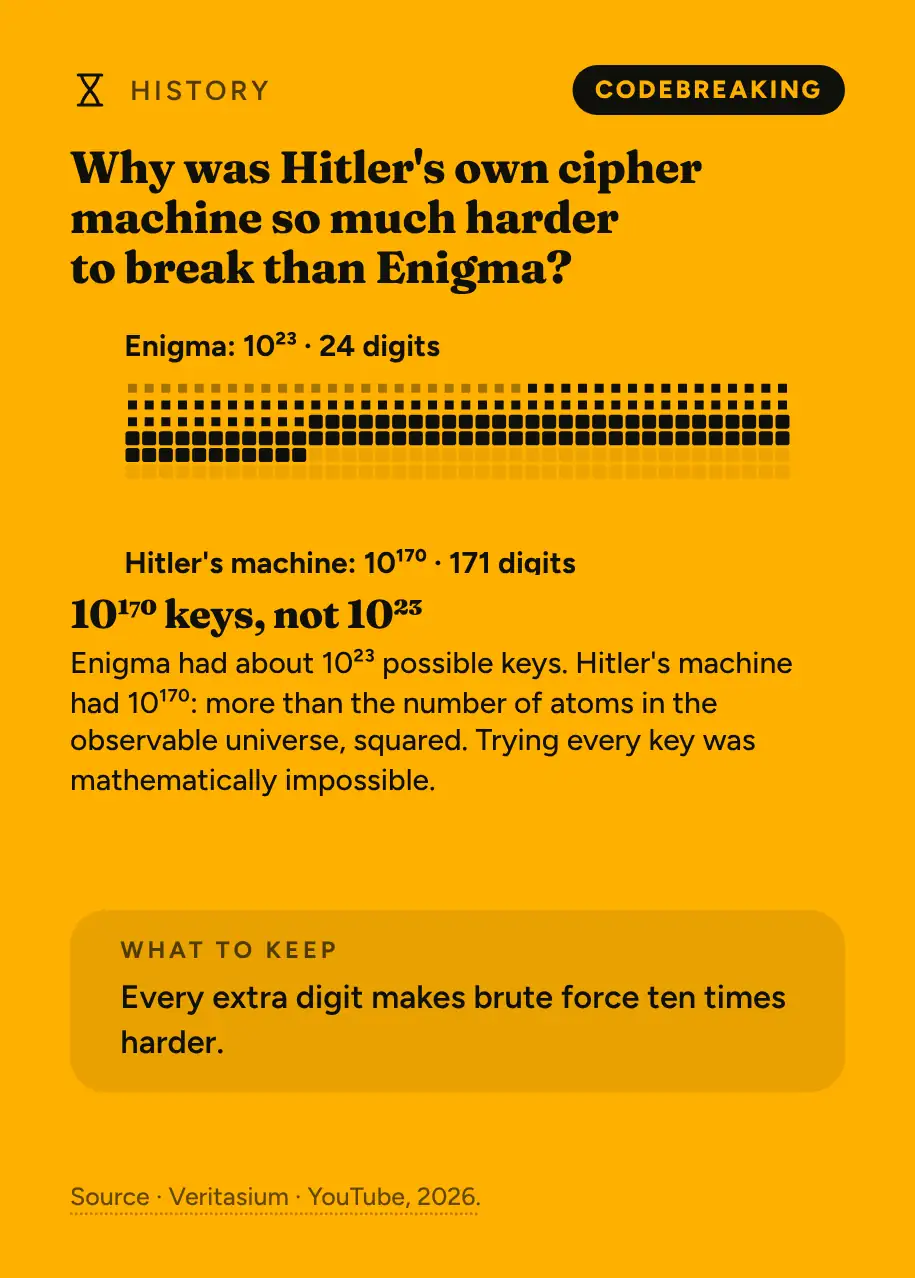 HISTORY
CODEBREAKING
Why was Hitler's own cipher
machine so much harder
to break than Enigma?
Enigma: 10²³ · 24 digits
Hitler's machine: 10¹⁷⁰ · 171 digits
10¹⁷⁰ keys, not 10²³
Enigma had about 10²³ possible keys. Hitler's machine
had 10¹⁷⁰: more than the number of atoms in the
observable universe, squared. Trying every key was
mathematically impossible.
WHAT TO KEEP
Every extra digit makes brute force ten times
harder.
Source · Veritasium · YouTube, 2026.